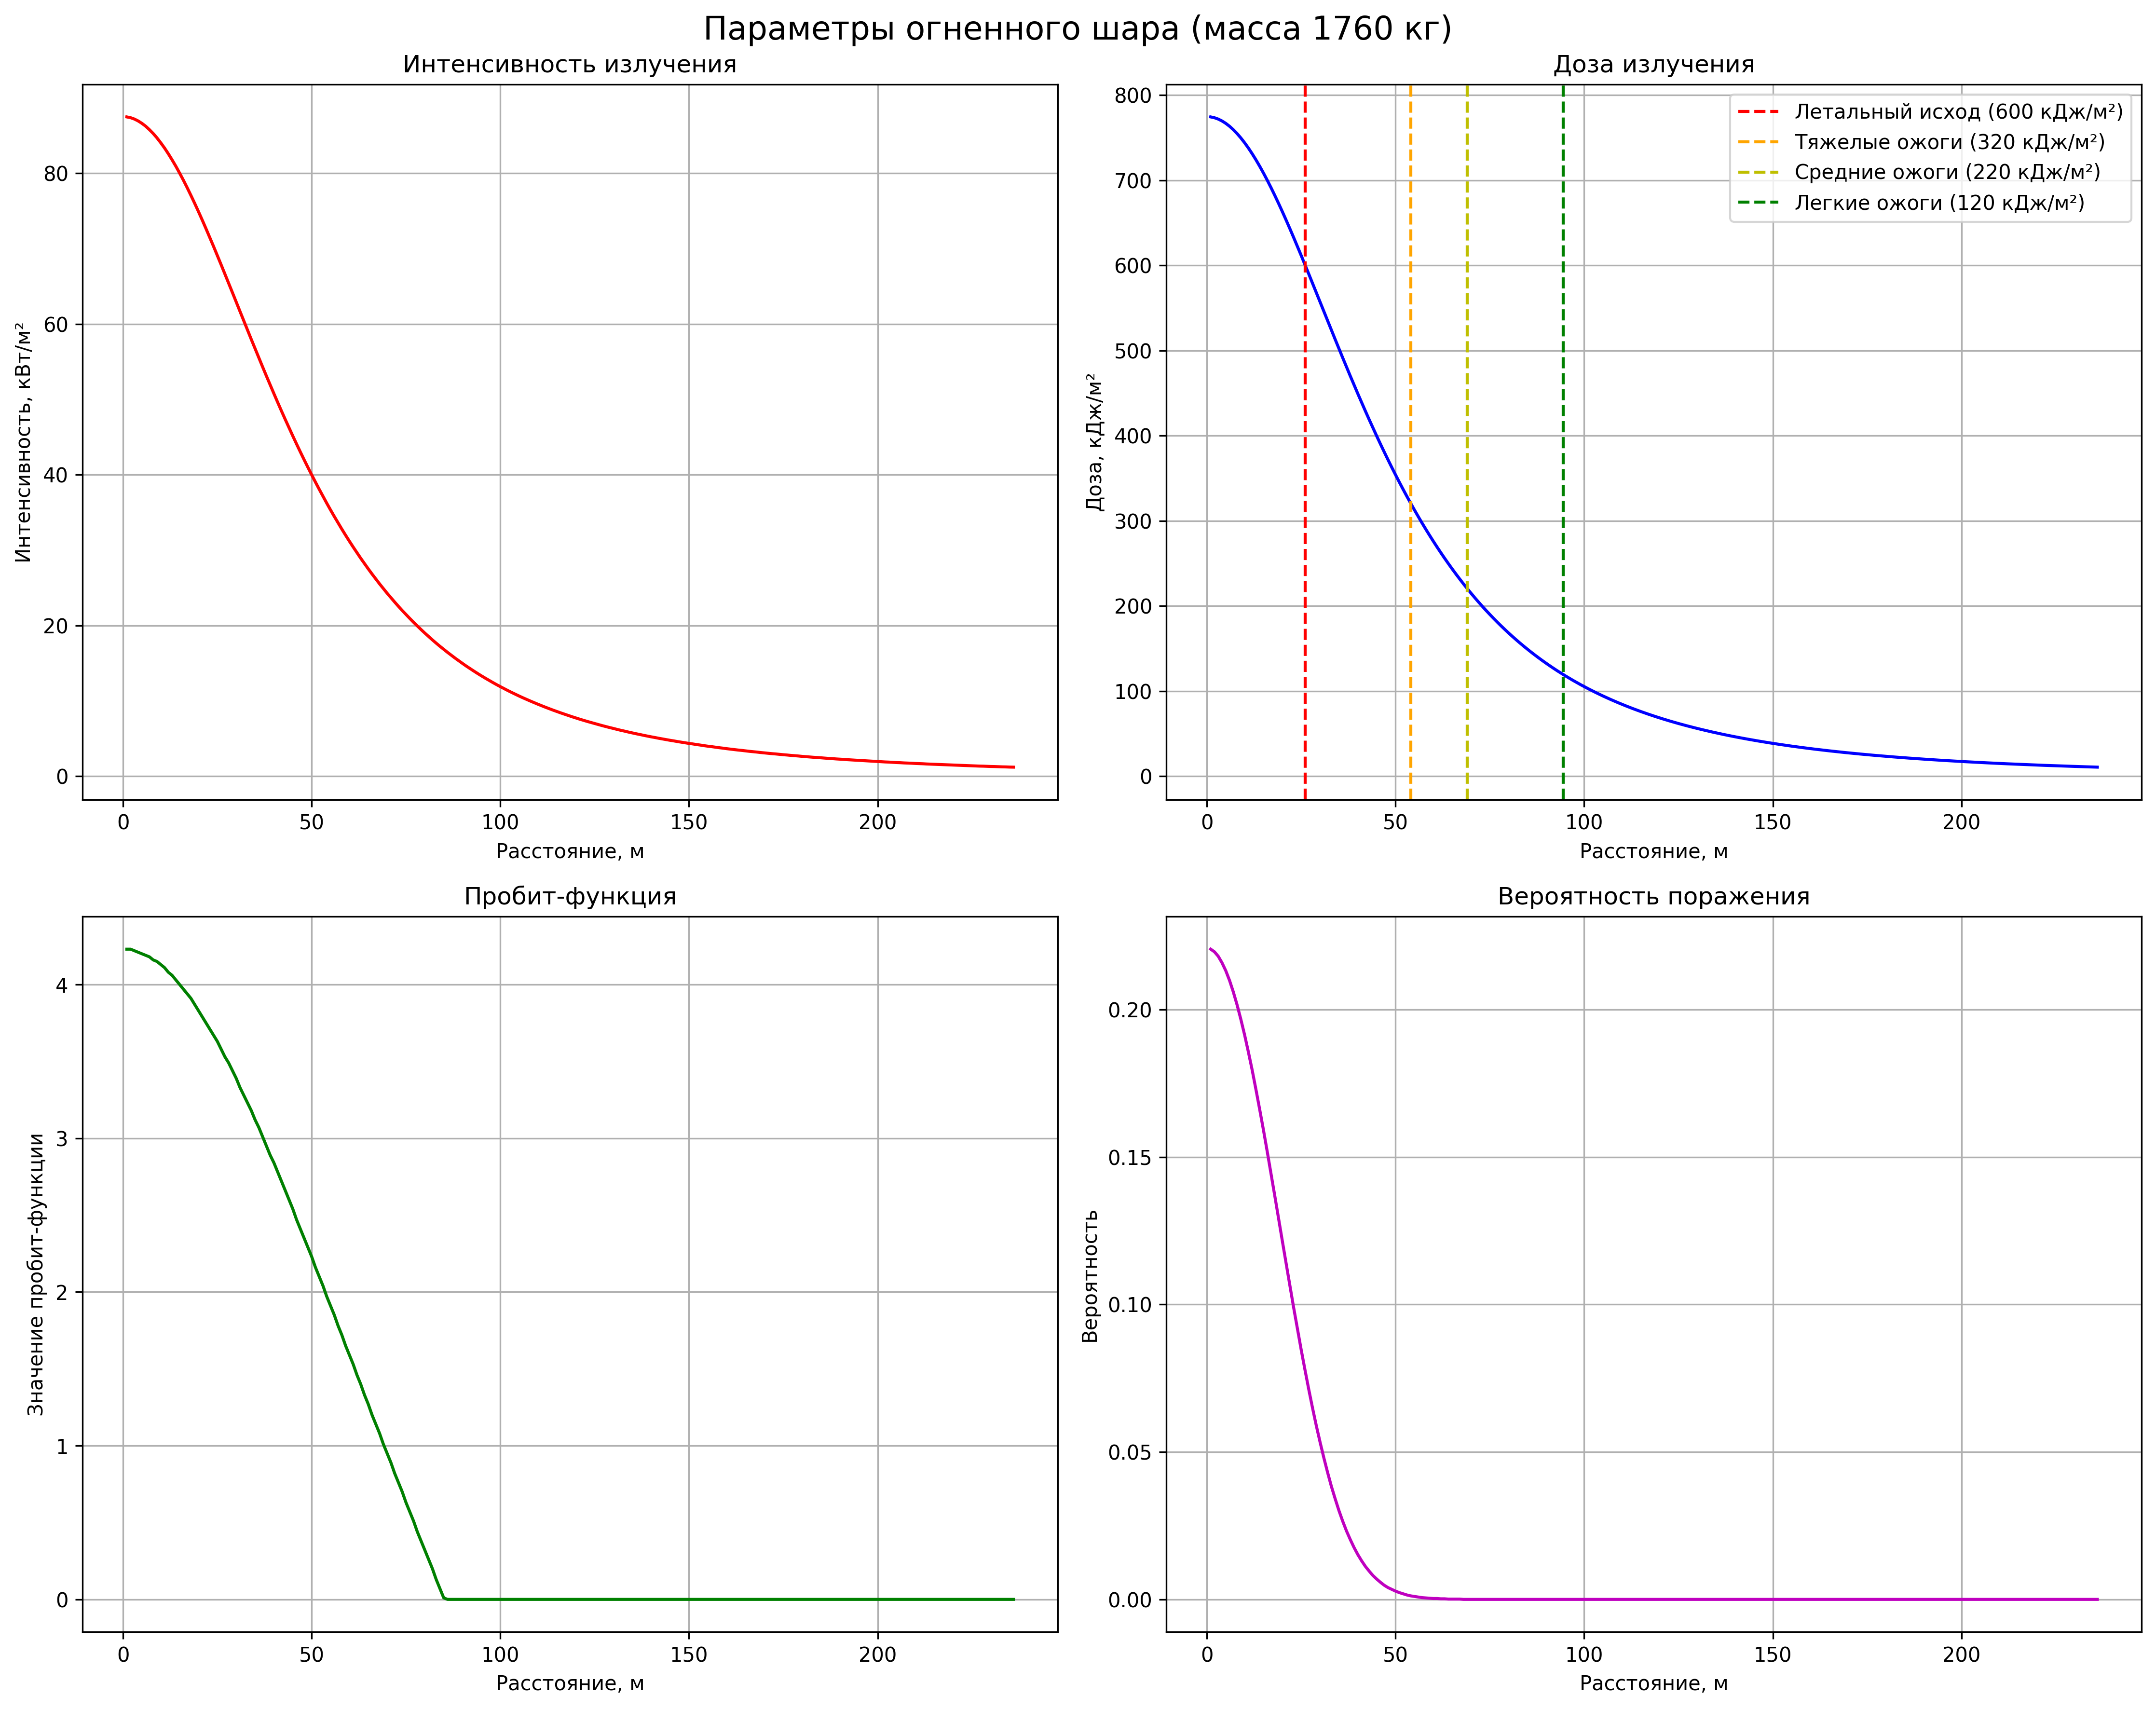 Параметры огненного шара (масса 1760 кг)
Интенсивность излучения
Интенсивность, кВт/м²
80
60
40
20
0
0 50 100 150 200
Расстояние, м
Доза излучения
Доза, кДж/м²
800
700
600
500
400
300
200
100
0
Летальный исход (600 кДж/м²)
Тяжелые ожоги (320 кДж/м²)
Средние ожоги (220 кДж/м²)
Легкие ожоги (120 кДж/м²)
0 50 100 150 200
Расстояние, м
Пробит-функция
Значение пробит-функции
4
3
2
1
0
0 50 100 150 200
Расстояние, м
Вероятность поражения
Вероятность
0.20
0.15
0.10
0.05
0.00
0 50 100 150 200
Расстояние, м